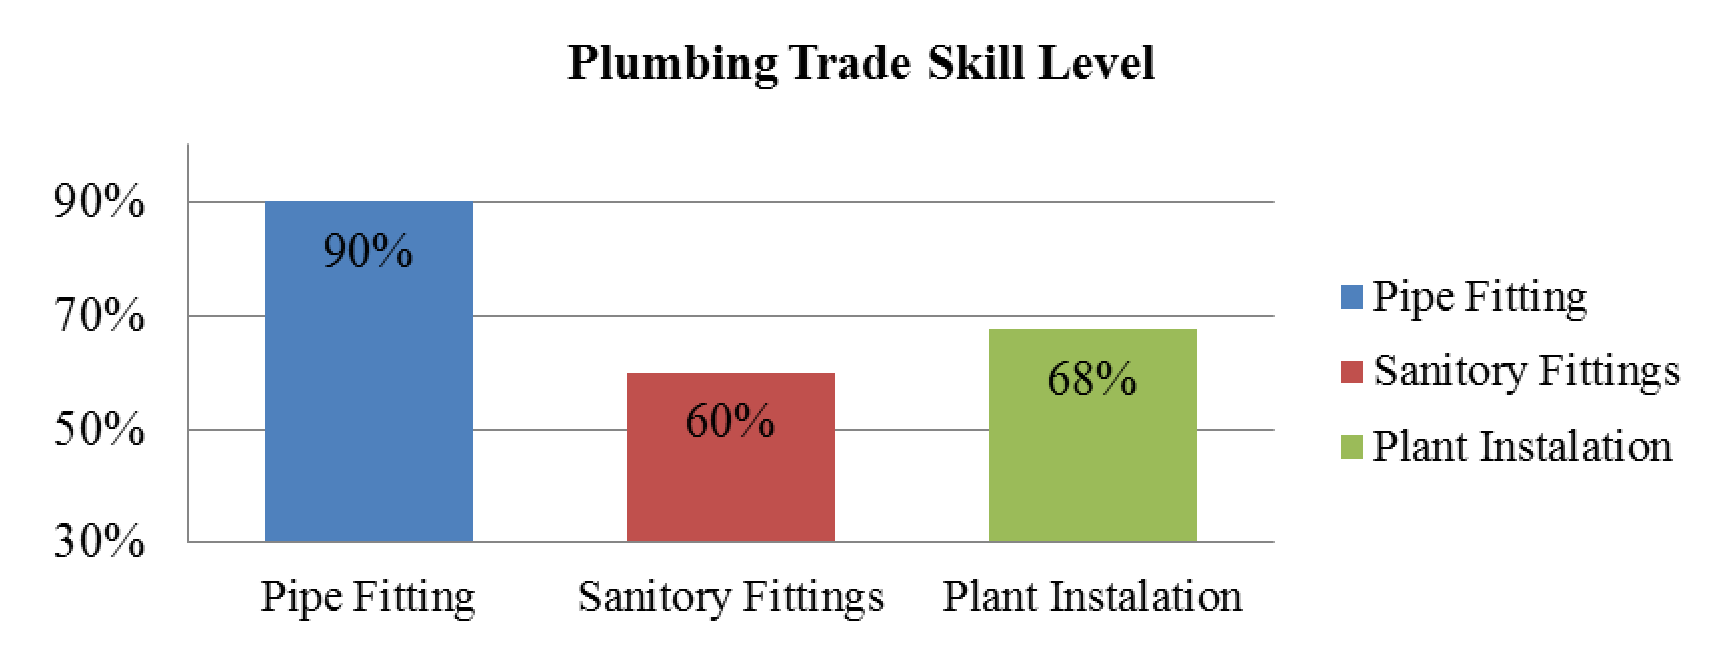 Plumbing Trade Skill Level
90%
70%
50%
30%
90%
60%
68%
Pipe Fitting
Sanitory Fittings
Plant Instalation
Pipe Fitting
Sanitory Fittings
Plant Instalation